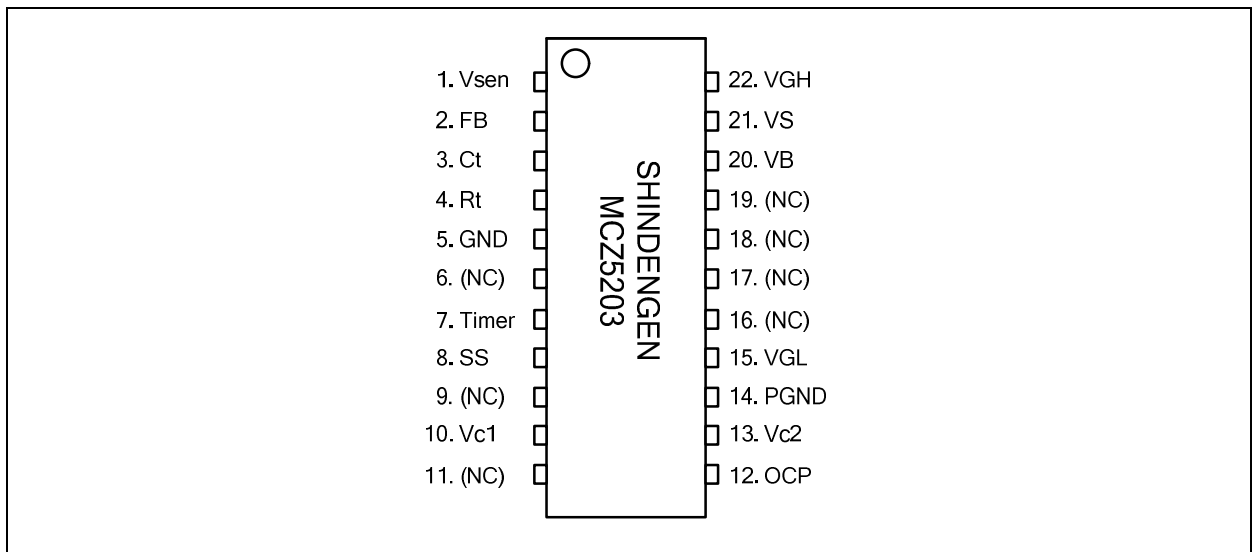 1. Vsen
2. FB
3. Ct
4. Rt
5. GND
6. (NC)
7. Timer
8. SS
9. (NC)
10. Vc1
11. (NC)
SHINDENGEN
MCZ5203
22. VGH
21. VS
20. VB
19. (NC)
18. (NC)
17. (NC)
16. (NC)
15. VGL
14. PGND
13. Vc2
12. OCP